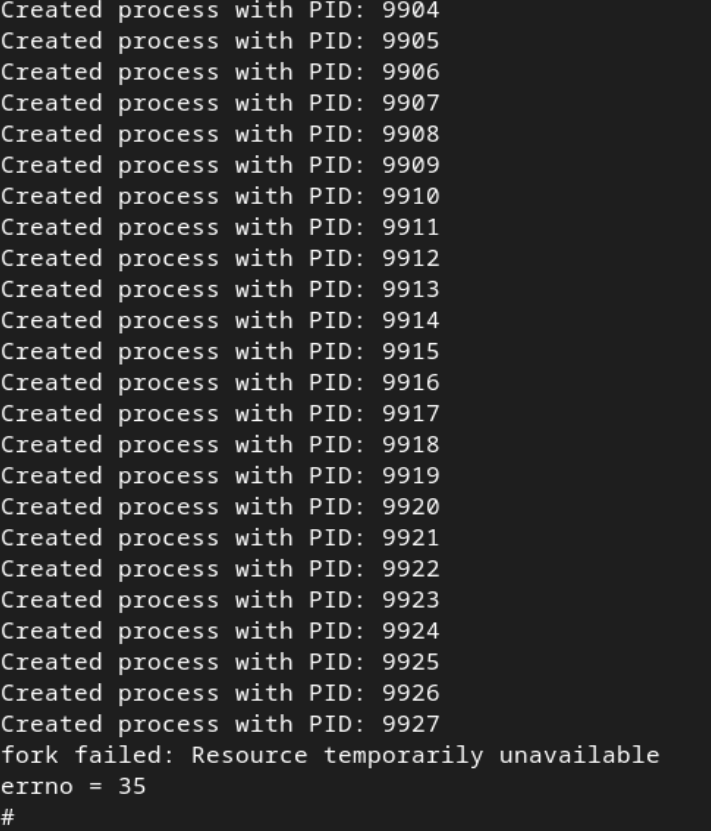 Created process with PID: 9904
Created process with PID: 9905
Created process with PID: 9906
Created process with PID: 9907
Created process with PID: 9908
Created process with PID: 9909
Created process with PID: 9910
Created process with PID: 9911
Created process with PID: 9912
Created process with PID: 9913
Created process with PID: 9914
Created process with PID: 9915
Created process with PID: 9916
Created process with PID: 9917
Created process with PID: 9918
Created process with PID: 9919
Created process with PID: 9920
Created process with PID: 9921
Created process with PID: 9922
Created process with PID: 9923
Created process with PID: 9924
Created process with PID: 9925
Created process with PID: 9926
Created process with PID: 9927
fork failed: Resource temporarily unavailable
errno = 35
#